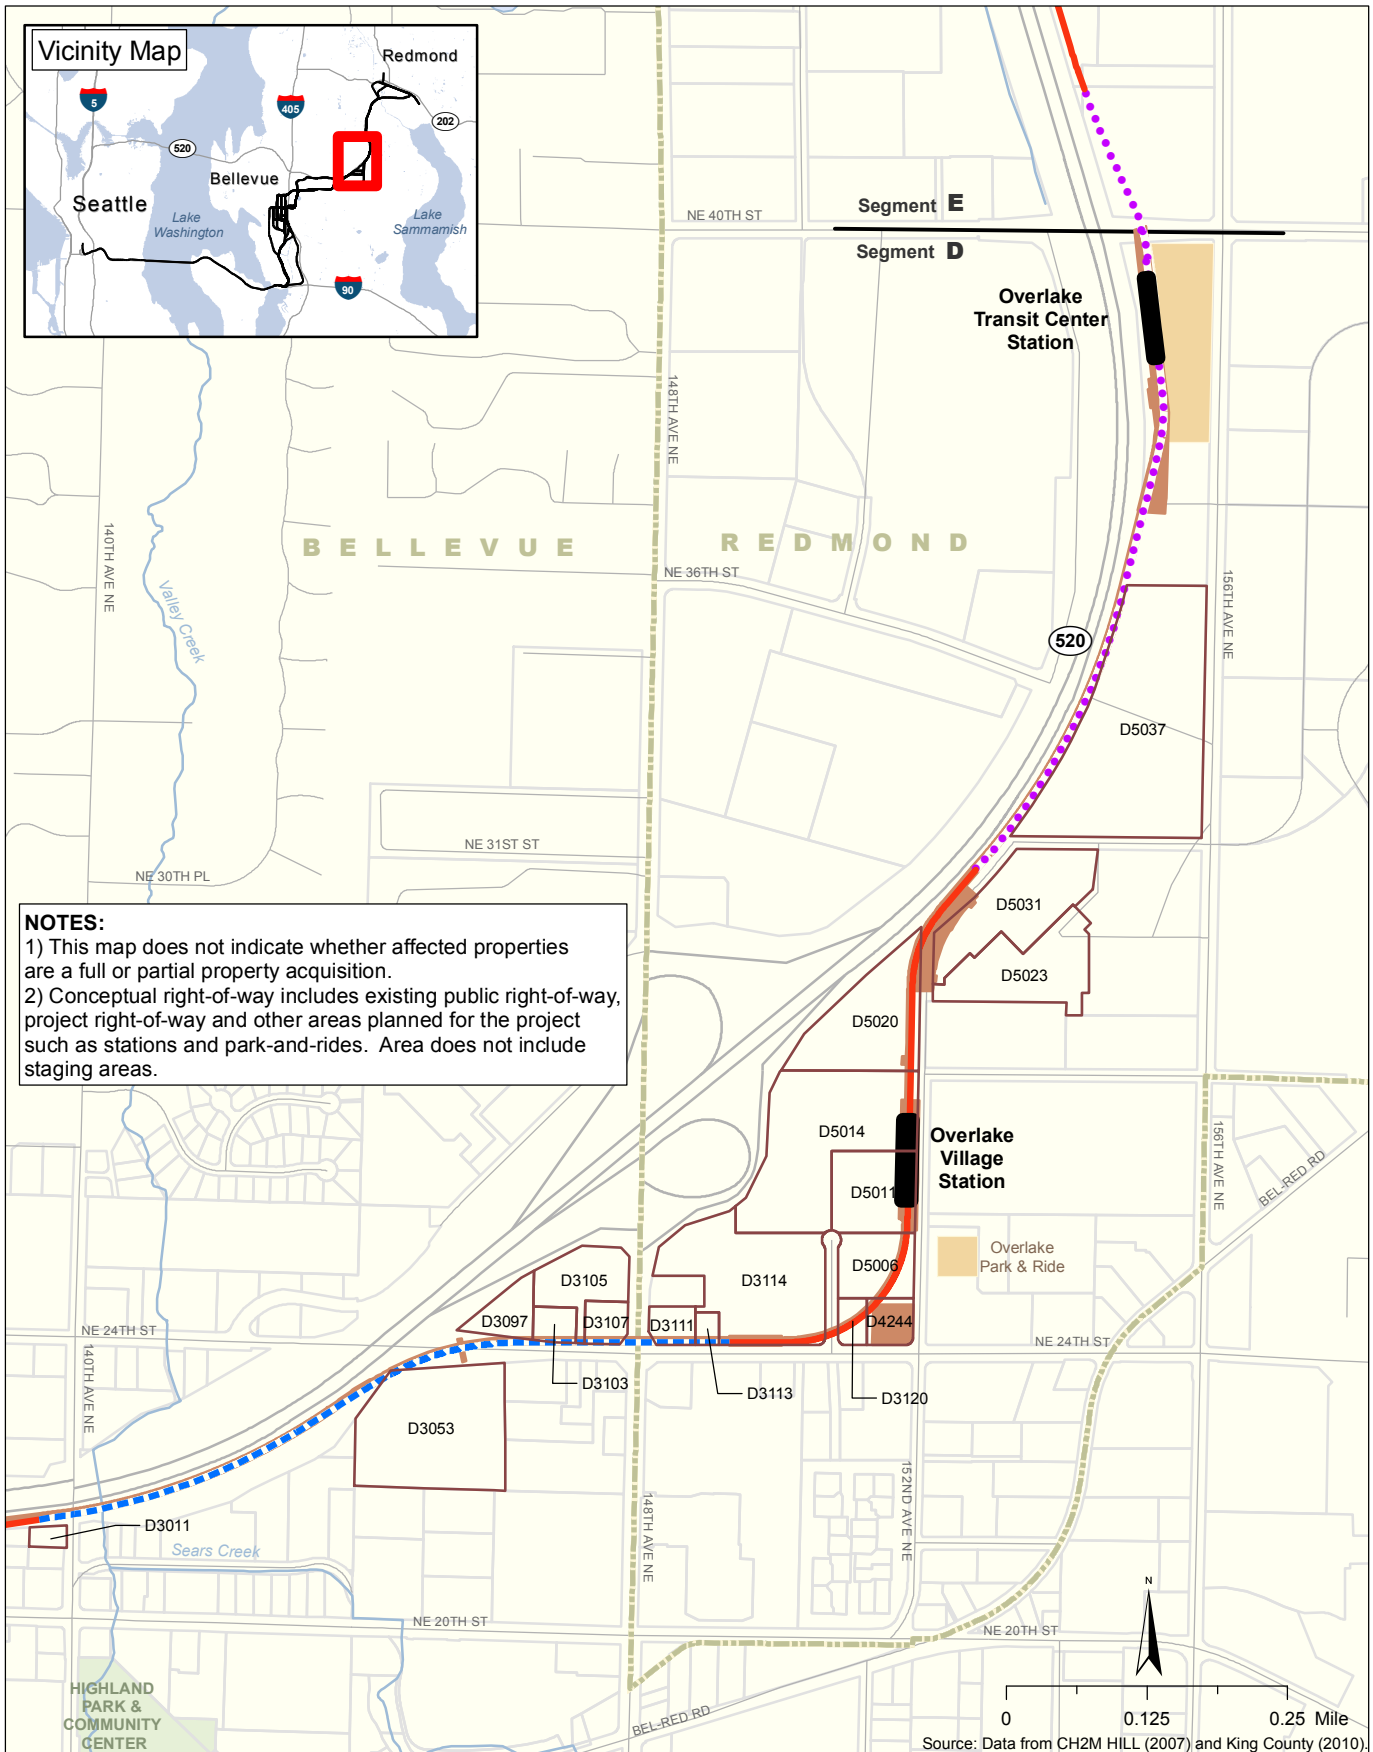 Vicinity Map
Redmond
5
405
202
520
Bellevue
Seattle
Lake
Washington
Lake
Sammamish
90
NE 40TH ST
Segment E
Segment D
Overlake
Transit Center
Station
148TH AVE NE
140TH AVE NE
Valley Creek
BELLEVUE
REDMOND
NE 36TH ST
156TH AVE NE
520
D5037
NE 31ST ST
NE 30TH PL
NOTES:
1) This map does not indicate whether affected properties
are a full or partial property acquisition.
2) Conceptual right-of-way includes existing public right-of-way,
project right-of-way and other areas planned for the project
such as stations and park-and-rides. Area does not include
staging areas.
D5031
D5023
D5020
D5014
Overlake
Village
Station
D5011
156TH AVE NE
BEL-RED RD
Overlake
Park & Ride
D5006
D3105
D3114
D3097
D3107
D3111
D4244
NE 24TH ST
NE 24TH ST
D3103
D3113
D3120
140TH AVE NE
D3053
152ND AVE NE
148TH AVE NE
D3011
Sears Creek
NE 20TH ST
NE 20TH ST
N
HIGHLAND
PARK &
COMMUNITY
CENTER
BEL-RED RD
0 0.125 0.25 Mile
Source: Data from CH2M HILL (2007) and King County (2010).